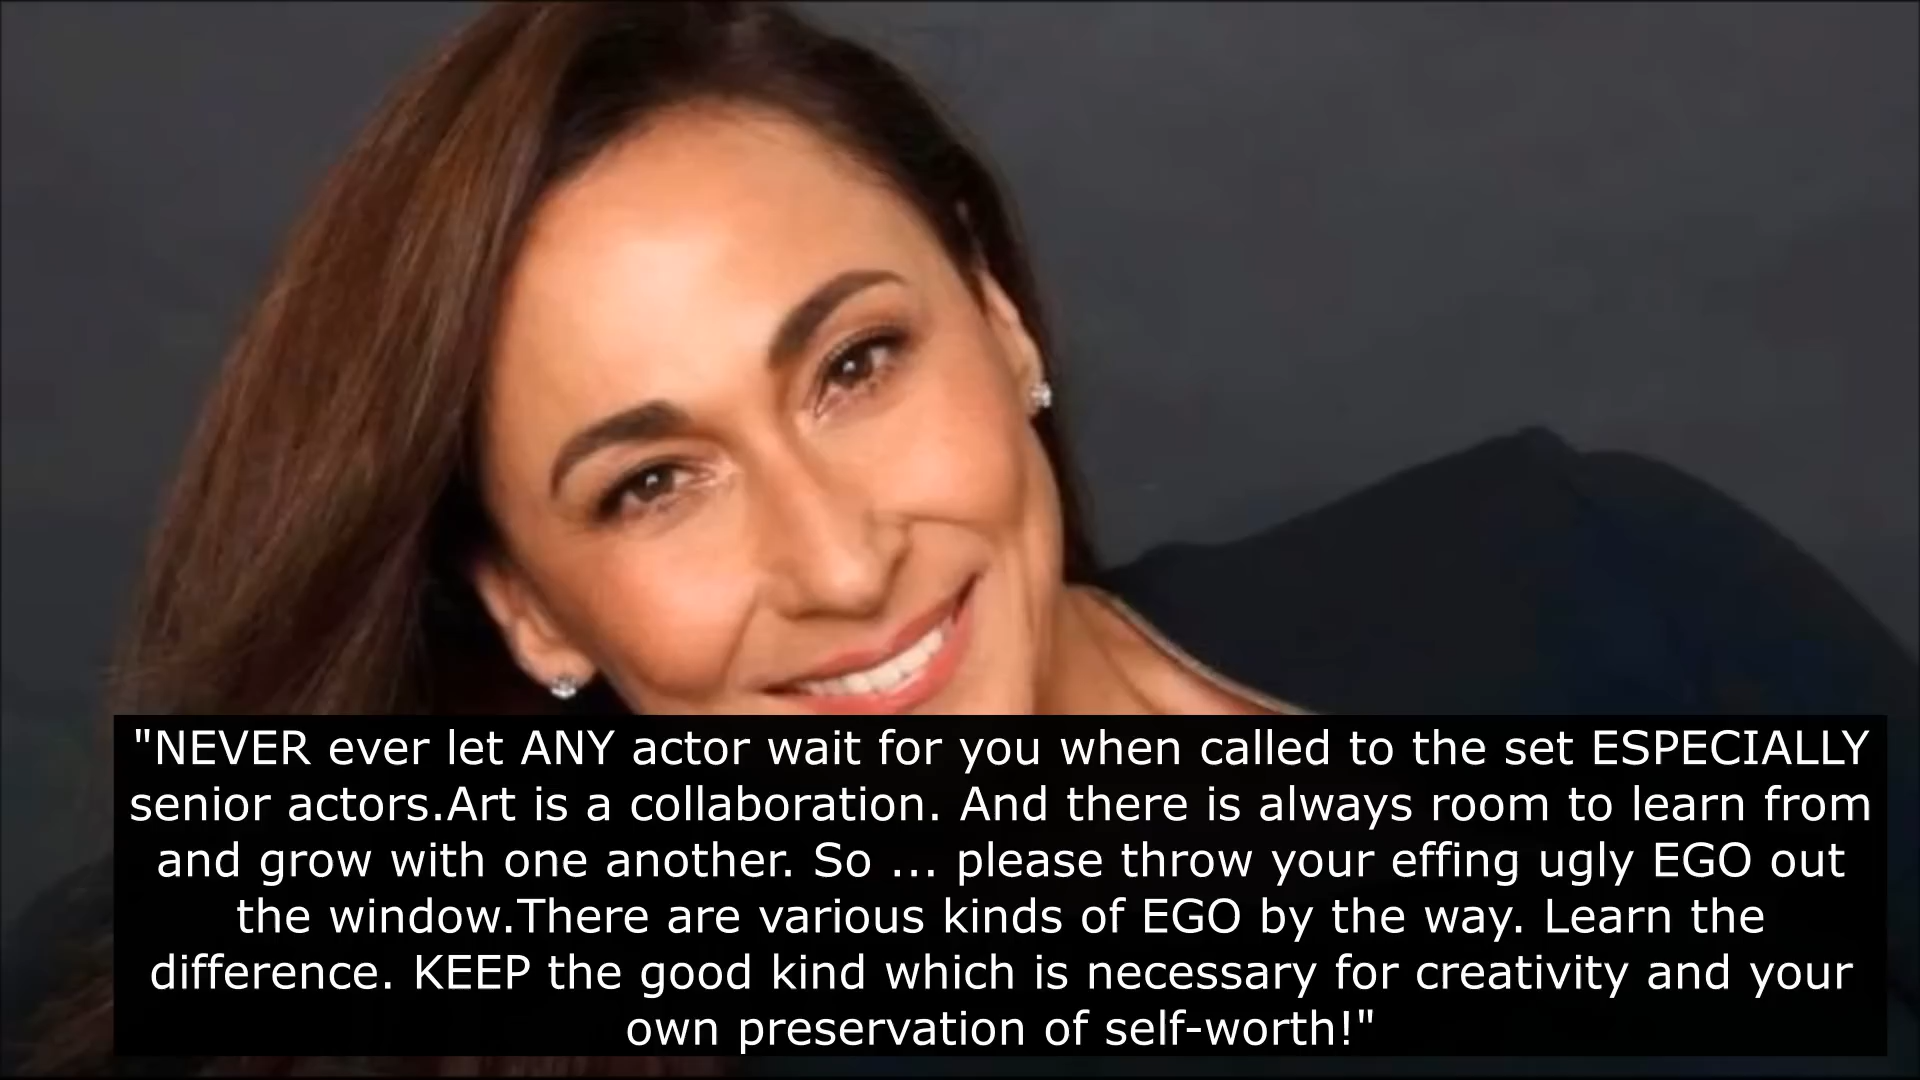 "NEVER ever let ANY actor wait for you when called to the set ESPECIALLY
senior actors.Art is a collaboration. And there is always room to learn from
and grow with one another. So ... please throw your effing ugly EGO out
the window.There are various kinds of EGO by the way. Learn the
difference. KEEP the good kind which is necessary for creativity and your
own preservation of self-worth!"